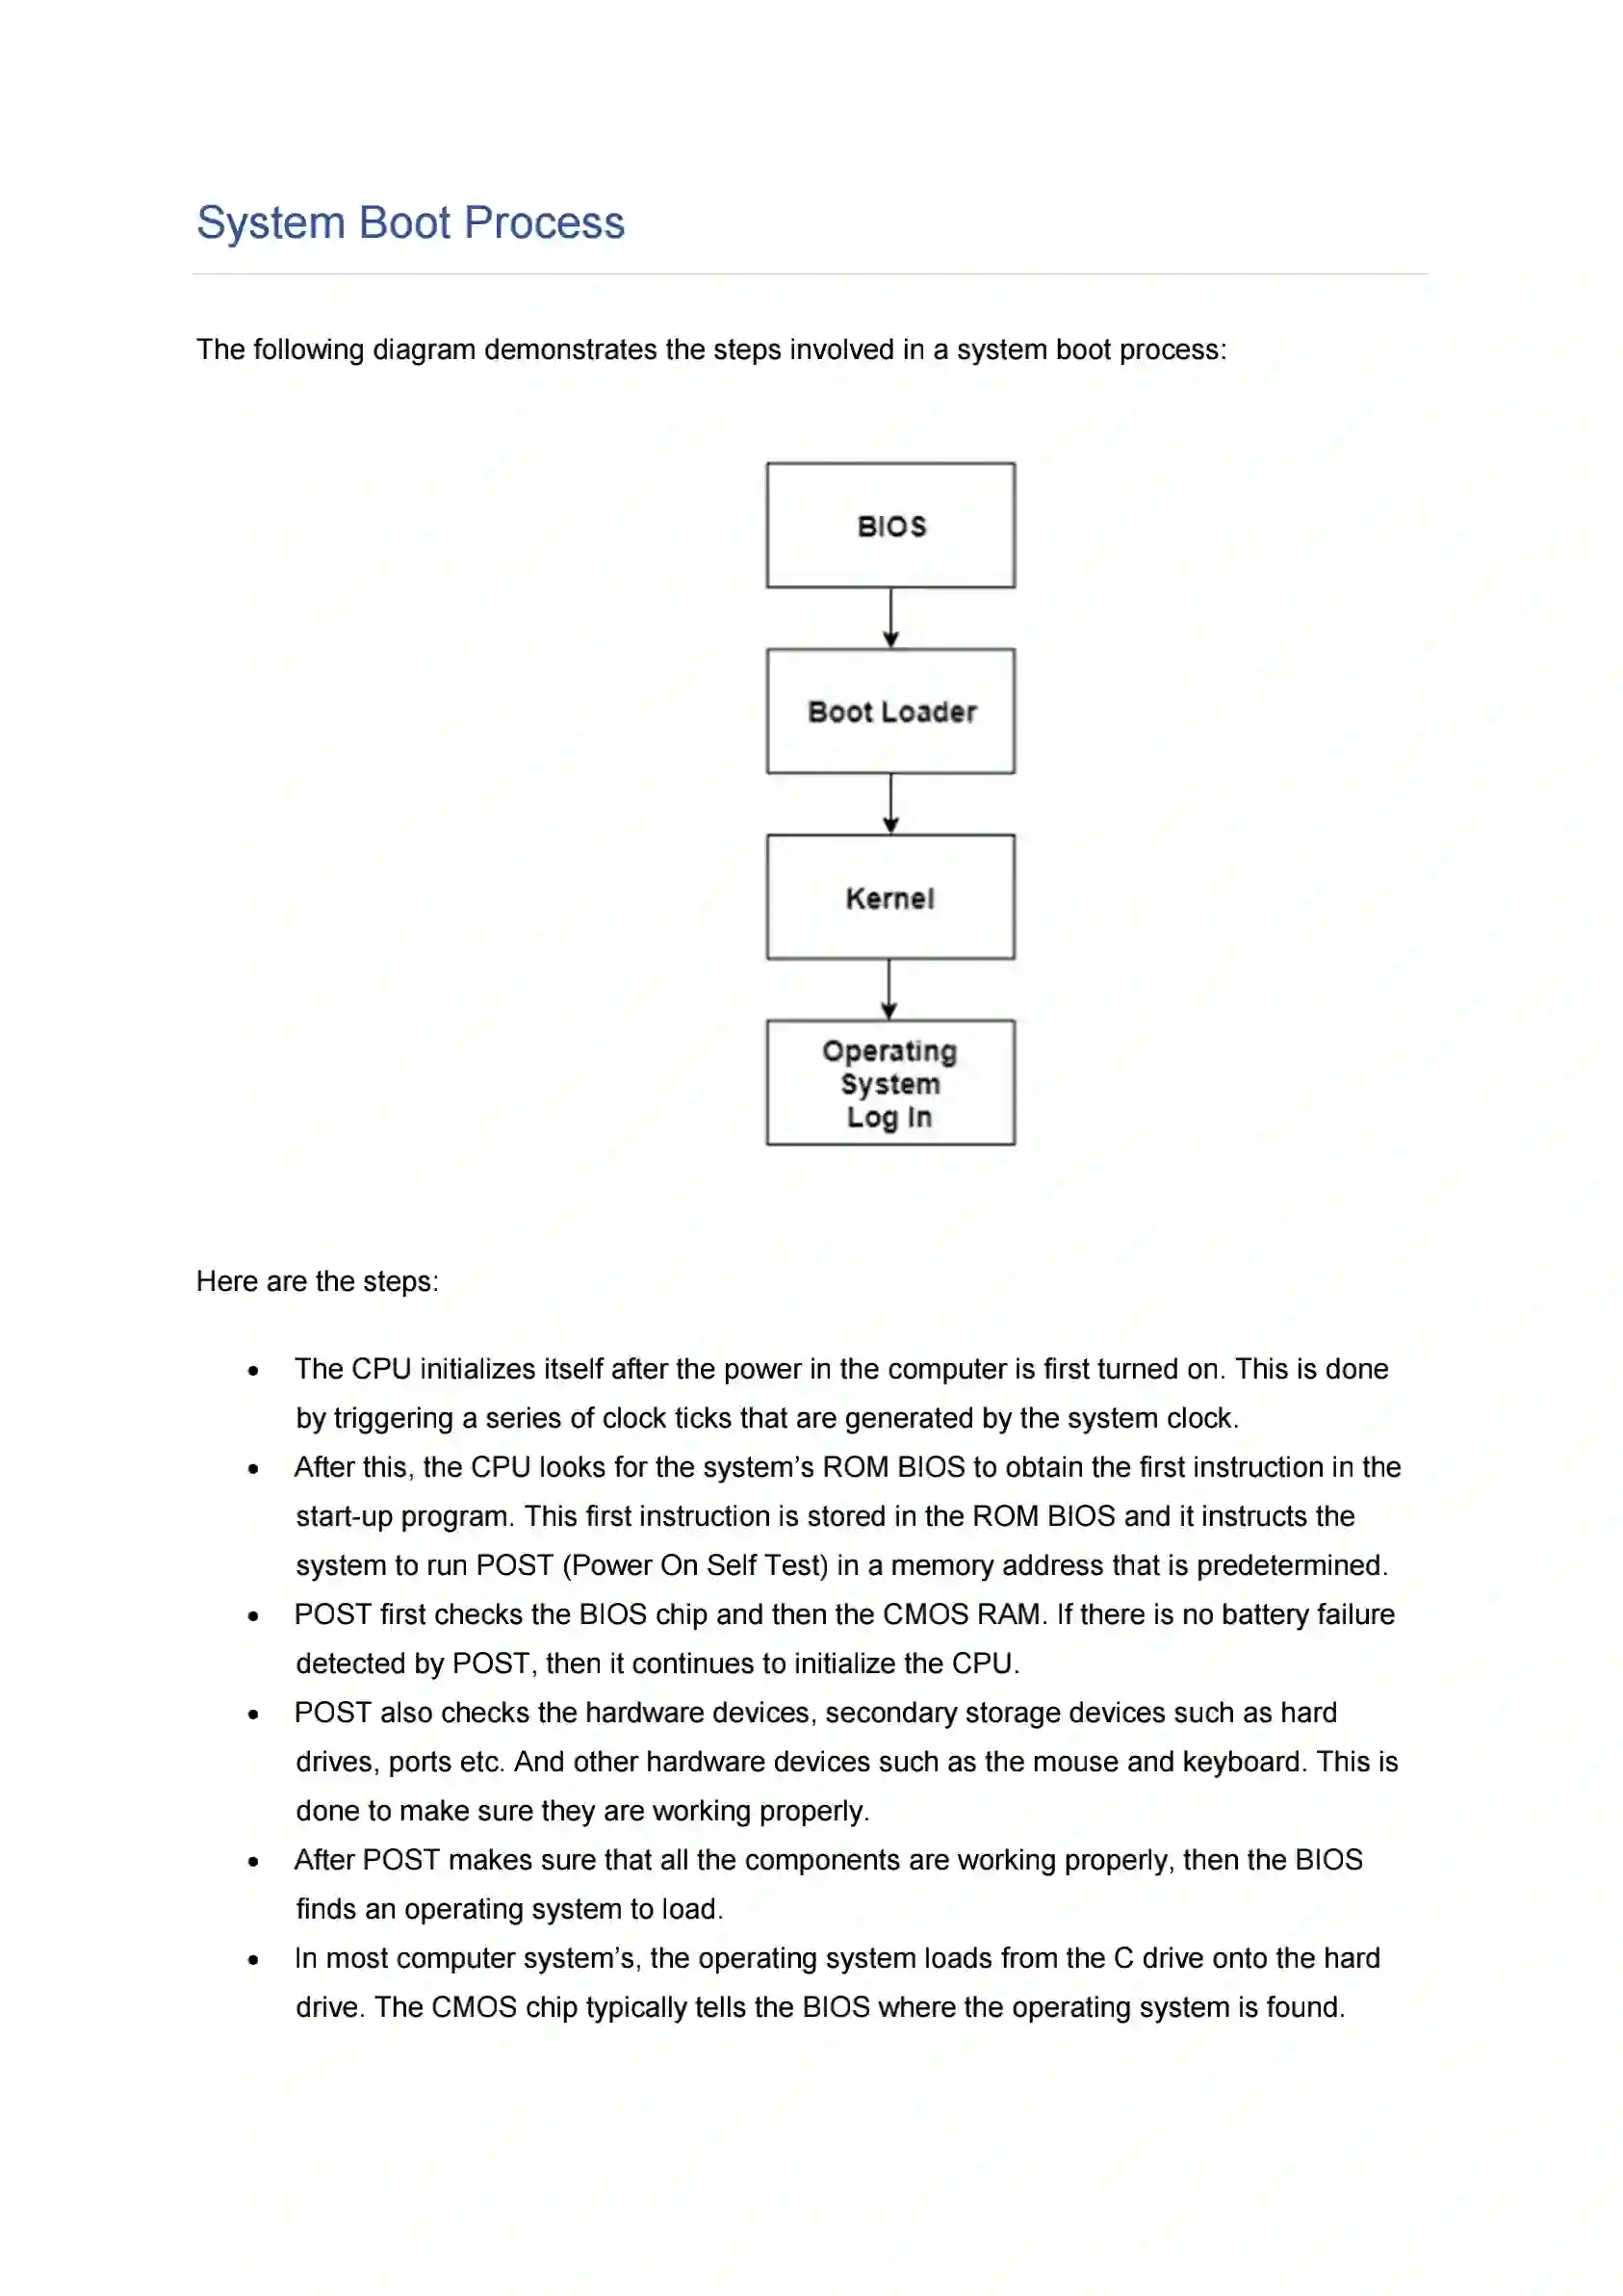 System Boot Process
The following diagram demonstrates the steps involved in a system boot process:
BIOS
Boot Loader
Kernel
Operating
System
Log In
Here are the steps:
• The CPU initializes itself after the power in the computer is first turned on. This is done
by triggering a series of clock ticks that are generated by the system clock.
• After this, the CPU looks for the system’s ROM BIOS to obtain the first instruction in the
start-up program. This first instruction is stored in the ROM BIOS and it instructs the
system to run POST (Power On Self Test) in a memory address that is predetermined.
• POST first checks the BIOS chip and then the CMOS RAM. If there is no battery failure
detected by POST, then it continues to initialize the CPU.
• POST also checks the hardware devices, secondary storage devices such as hard
drives, ports etc. And other hardware devices such as the mouse and keyboard. This is
done to make sure they are working properly.
• After POST makes sure that all the components are working properly, then the BIOS
finds an operating system to load.
• In most computer system’s, the operating system loads from the C drive onto the hard
drive. The CMOS chip typically tells the BIOS where the operating system is found.